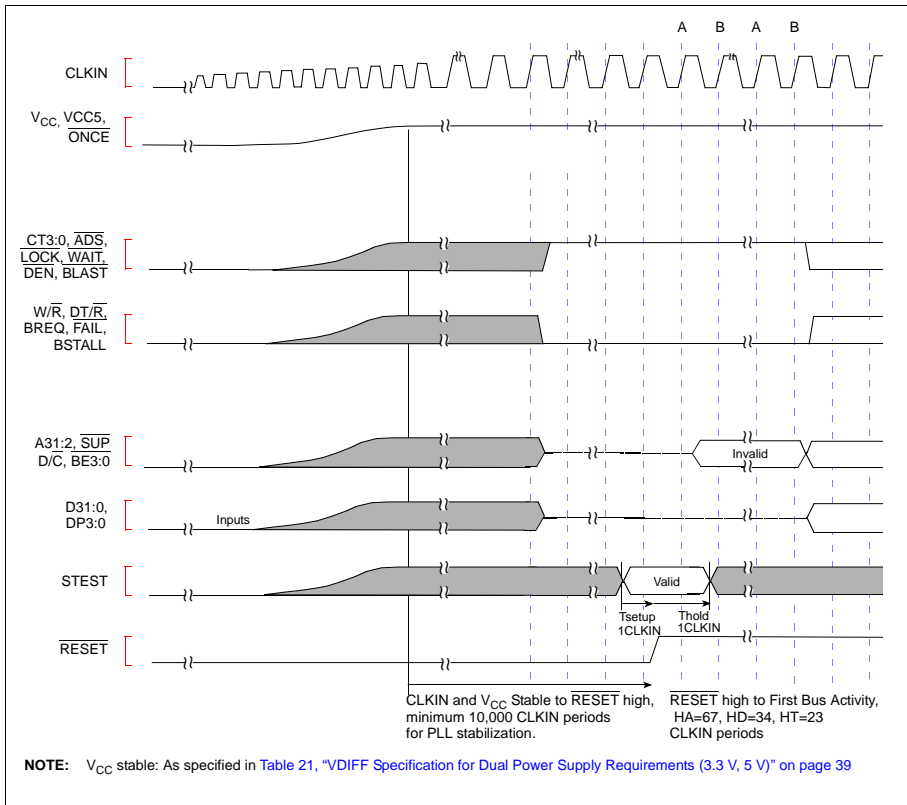 A B A B
CLKIN
VCC, VCC5,
ONCE
CT3:0, ADS,
LOCK, WAIT,
DEN, BLAST
W/R, DT/R,
BREQ, FAIL,
BSTALL
A31:2, SUP
D/C, BE3:0
Invalid
D31:0,
DP3:0
Inputs
STEST
Valid
Tsetup
1CLKIN
Thold
1CLKIN
RESET
CLKIN and VCC Stable to RESET high,
minimum 10,000 CLKIN periods
for PLL stabilization.
RESET high to First Bus Activity,
HA=67, HD=34, HT=23
CLKIN periods
NOTE: VCC stable: As specified in Table 21, “VDIFF Specification for Dual Power Supply Requirements (3.3 V, 5 V)” on page 39